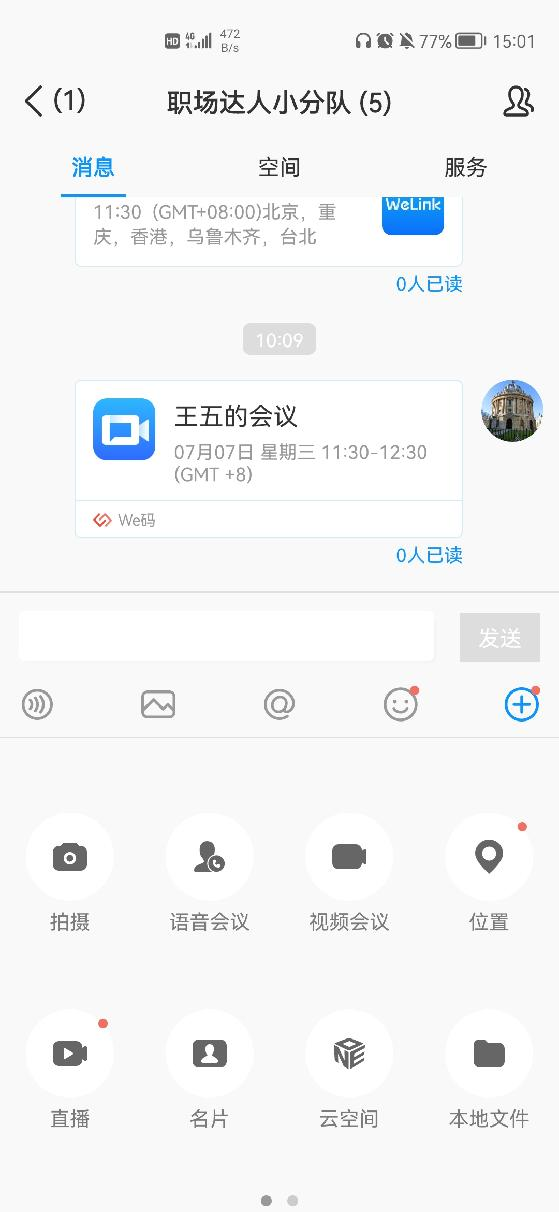 HD 4G 472 B/s 77% 15:01
(1) 职场达人小分队 (5)
消息 空间 服务
11:30 (GMT+08:00)北京，重
庆，香港，乌鲁木齐，台北
WeLink
0人已读
10:09
王五的会议
07月07日 星期三 11:30-12:30
(GMT +8)
We码
0人已读
发送
@
拍摄 语音会议 视频会议 位置
ONE
直播 名片 云空间 本地文件